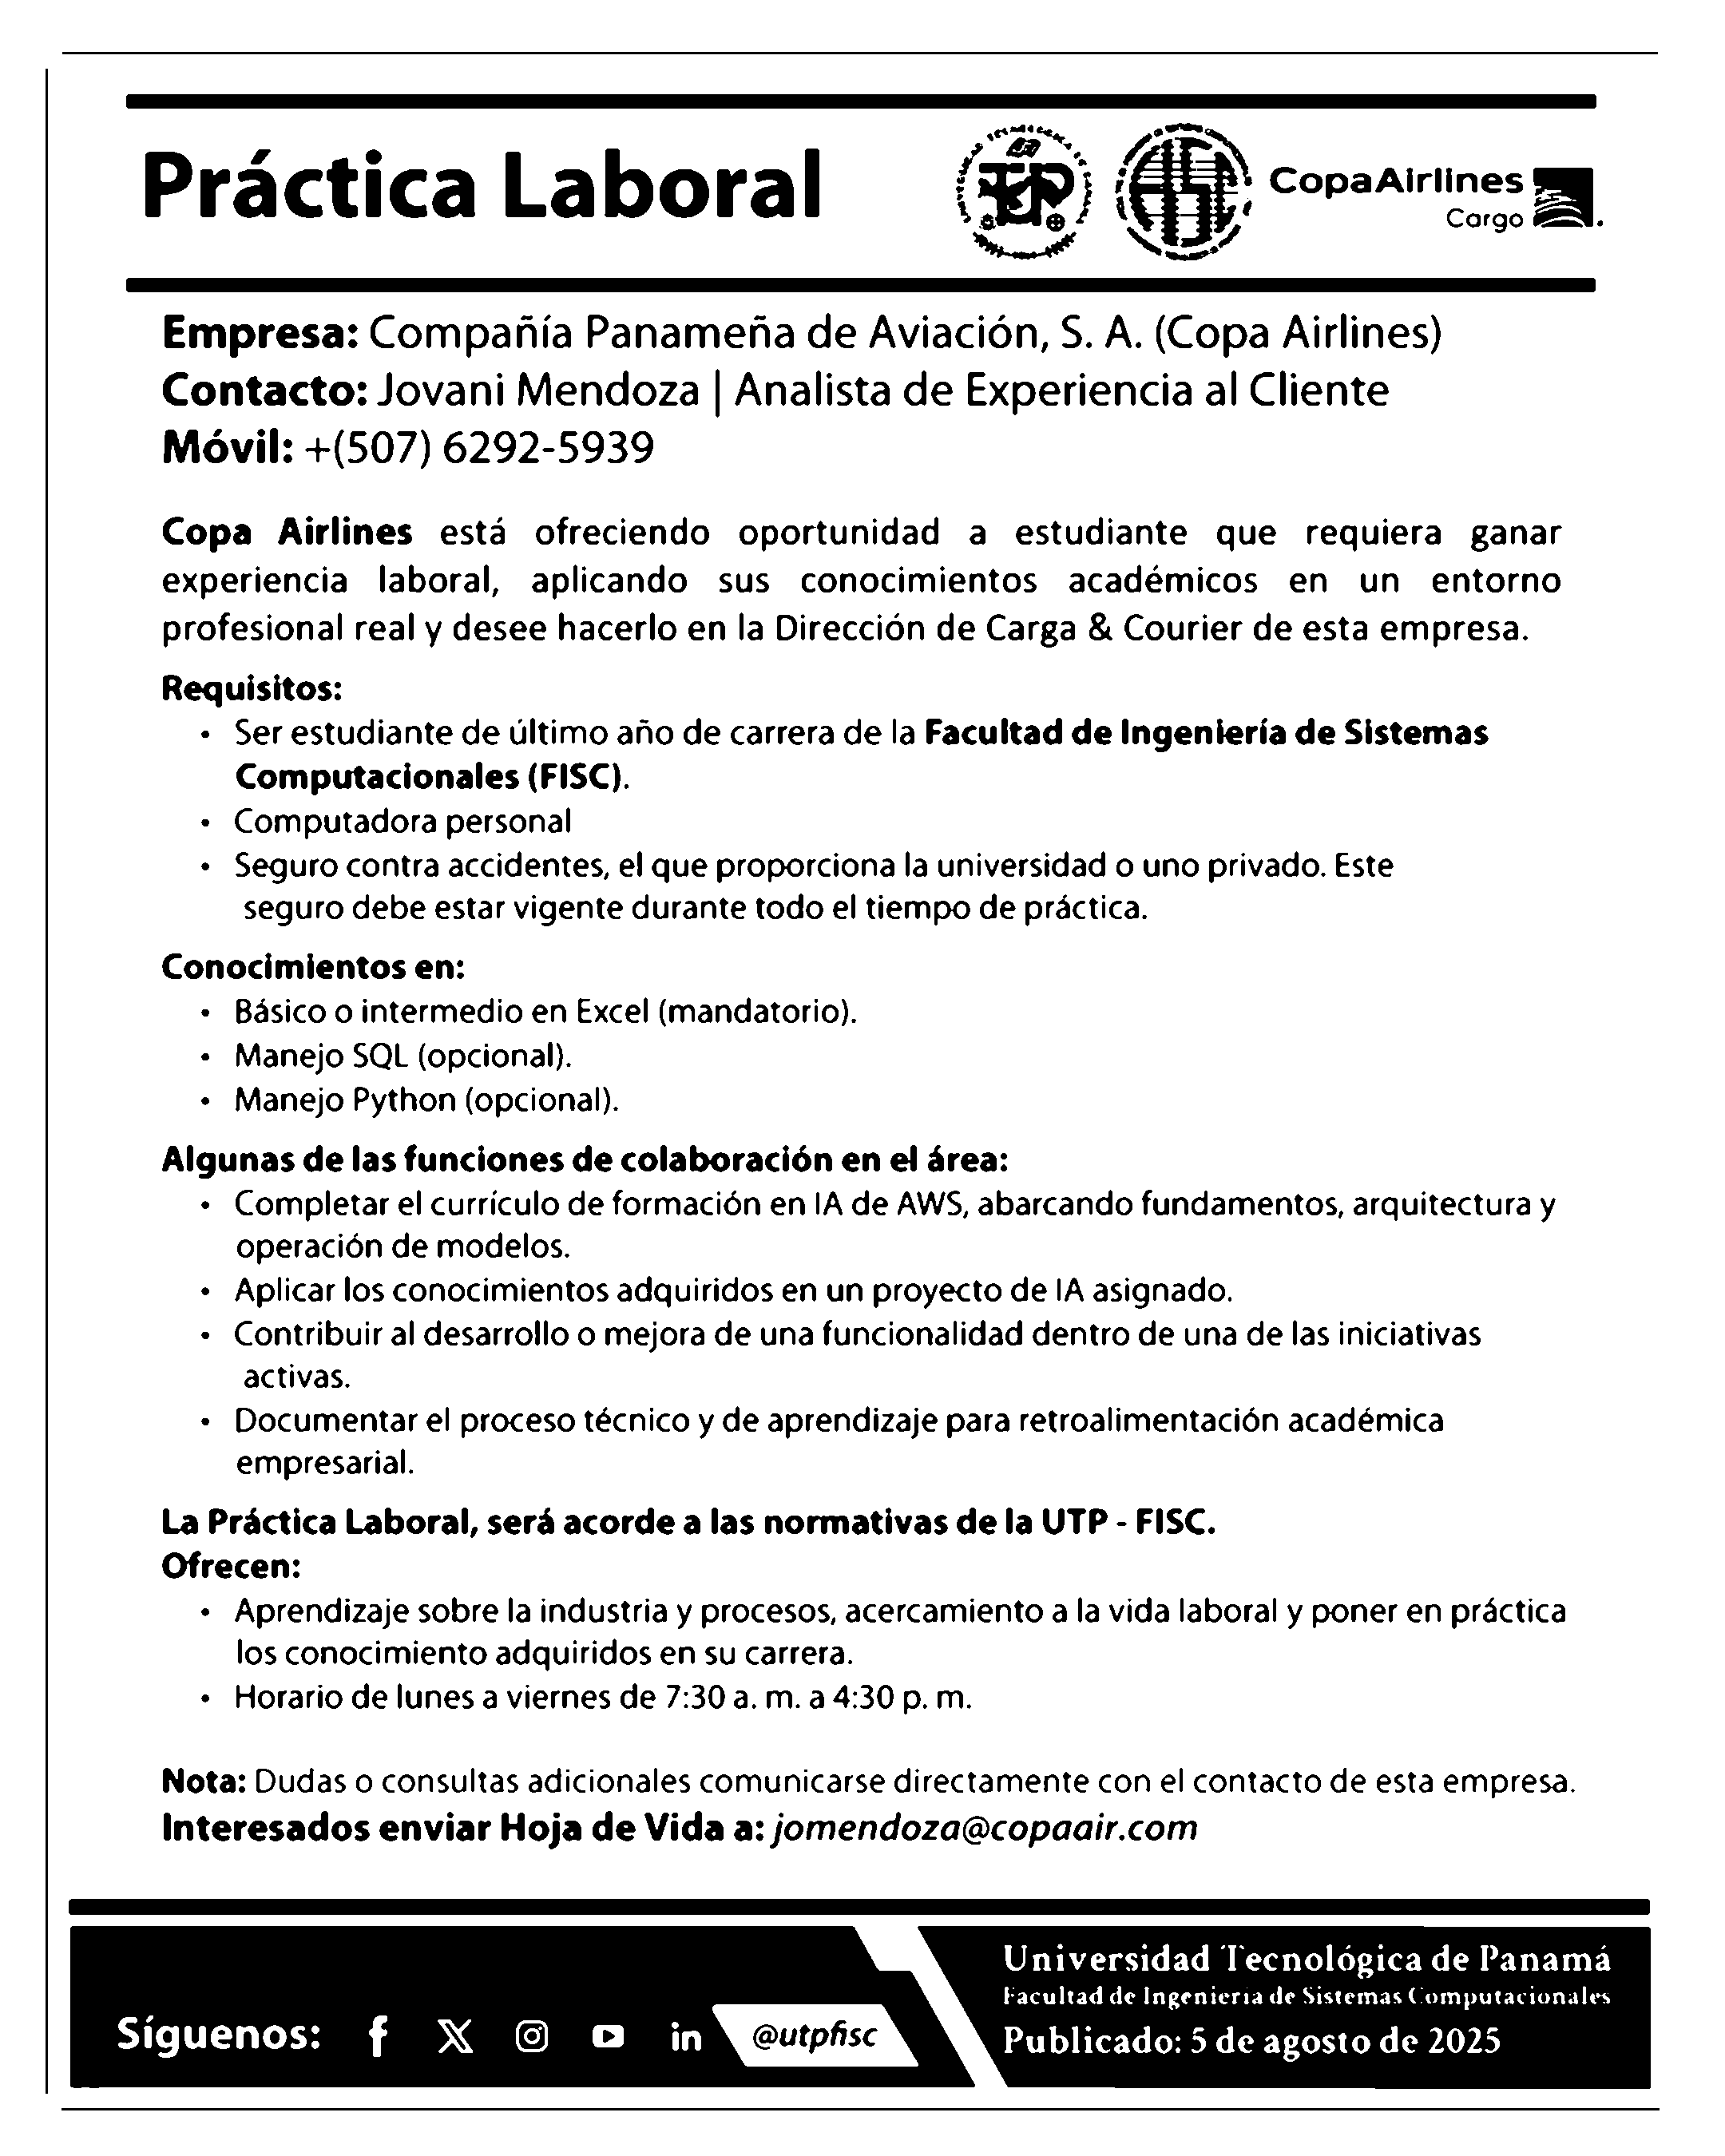 Práctica Laboral
UTP
CopaAirlines
Cargo
Empresa: Compañía Panameña de Aviación, S. A. (Copa Airlines)
Contacto: Jovani Mendoza | Analista de Experiencia al Cliente
Móvil: +(507) 6292-5939
Copa Airlines está ofreciendo oportunidad a estudiante que requiera ganar
experiencia laboral, aplicando sus conocimientos académicos en un entorno
profesional real y desee hacerlo en la Dirección de Carga & Courier de esta empresa.
Requisitos:
• Ser estudiante de último año de carrera de la Facultad de Ingeniería de Sistemas
Computacionales (FISC).
• Computadora personal
• Seguro contra accidentes, el que proporciona la universidad o uno privado. Este
seguro debe estar vigente durante todo el tiempo de práctica.
Conocimientos en:
• Básico o intermedio en Excel (mandatorio).
• Manejo SQL (opcional).
• Manejo Python (opcional).
Algunas de las funciones de colaboración en el área:
• Completar el currículo de formación en IA de AWS, abarcando fundamentos, arquitectura y
operación de modelos.
• Aplicar los conocimientos adquiridos en un proyecto de IA asignado.
• Contribuir al desarrollo o mejora de una funcionalidad dentro de una de las iniciativas
activas.
• Documentar el proceso técnico y de aprendizaje para retroalimentación académica
empresarial.
La Práctica Laboral, será acorde a las normativas de la UTP - FISC.
Ofrecen:
• Aprendizaje sobre la industria y procesos, acercamiento a la vida laboral y poner en práctica
los conocimiento adquiridos en su carrera.
• Horario de lunes a viernes de 7:30 a. m. a 4:30 p. m.
Nota: Dudas o consultas adicionales comunicarse directamente con el contacto de esta empresa.
Interesados enviar Hoja de Vida a: jomendoza@copaair.com
Universidad Tecnológica de Panamá
Facultad de Ingeniería de Sistemas Computacionales
Publicado: 5 de agosto de 2025
Síguenos: @utpfisc